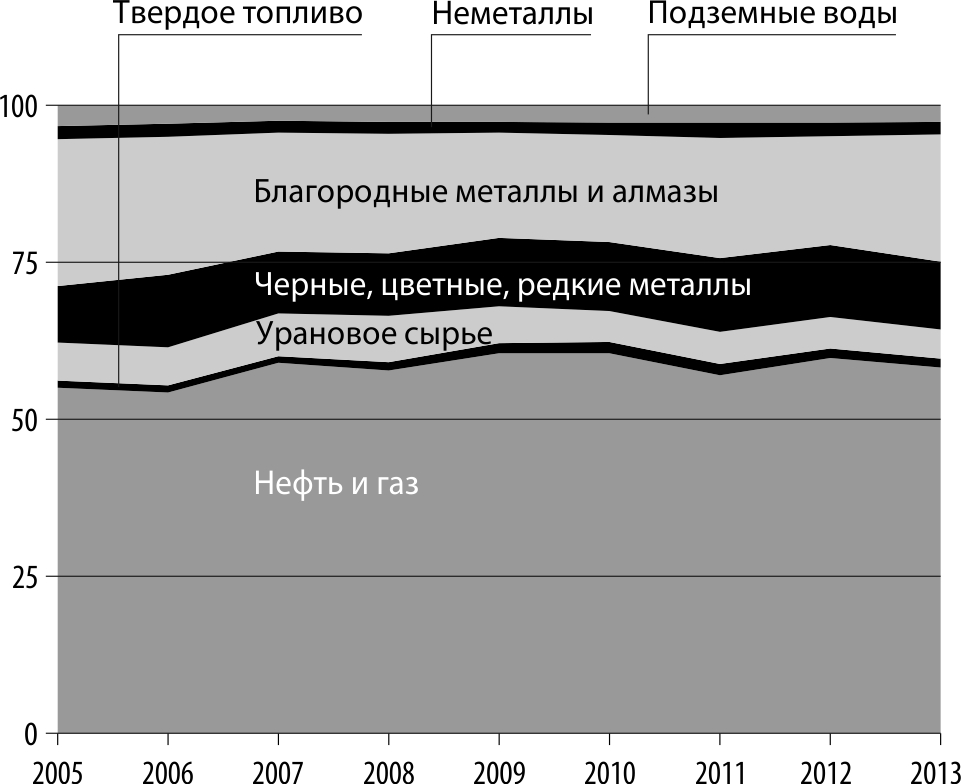 Твердое топливо
Неметаллы
Подземные воды
100
Благородные металлы и алмазы
75
Черные, цветные, редкие металлы
Урановое сырье
50
Нефть и газ
25
0
2005 2006 2007 2008 2009 2010 2011 2012 2013